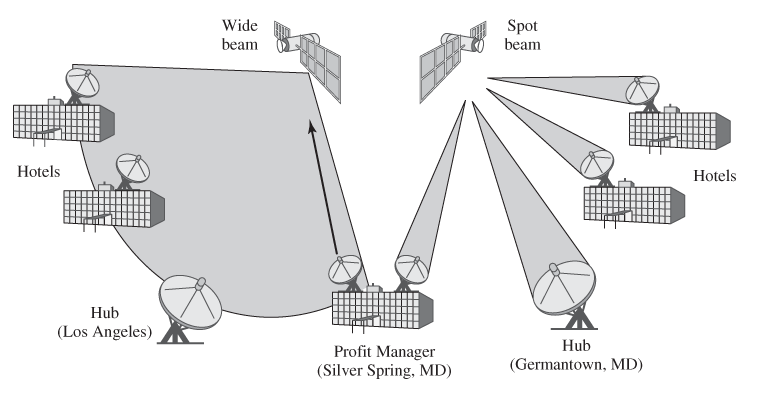 Wide
beam
Spot
beam
Hotels
Hotels
Hub
(Los Angeles)
Profit Manager
(Silver Spring, MD)
Hub
(Germantown, MD)